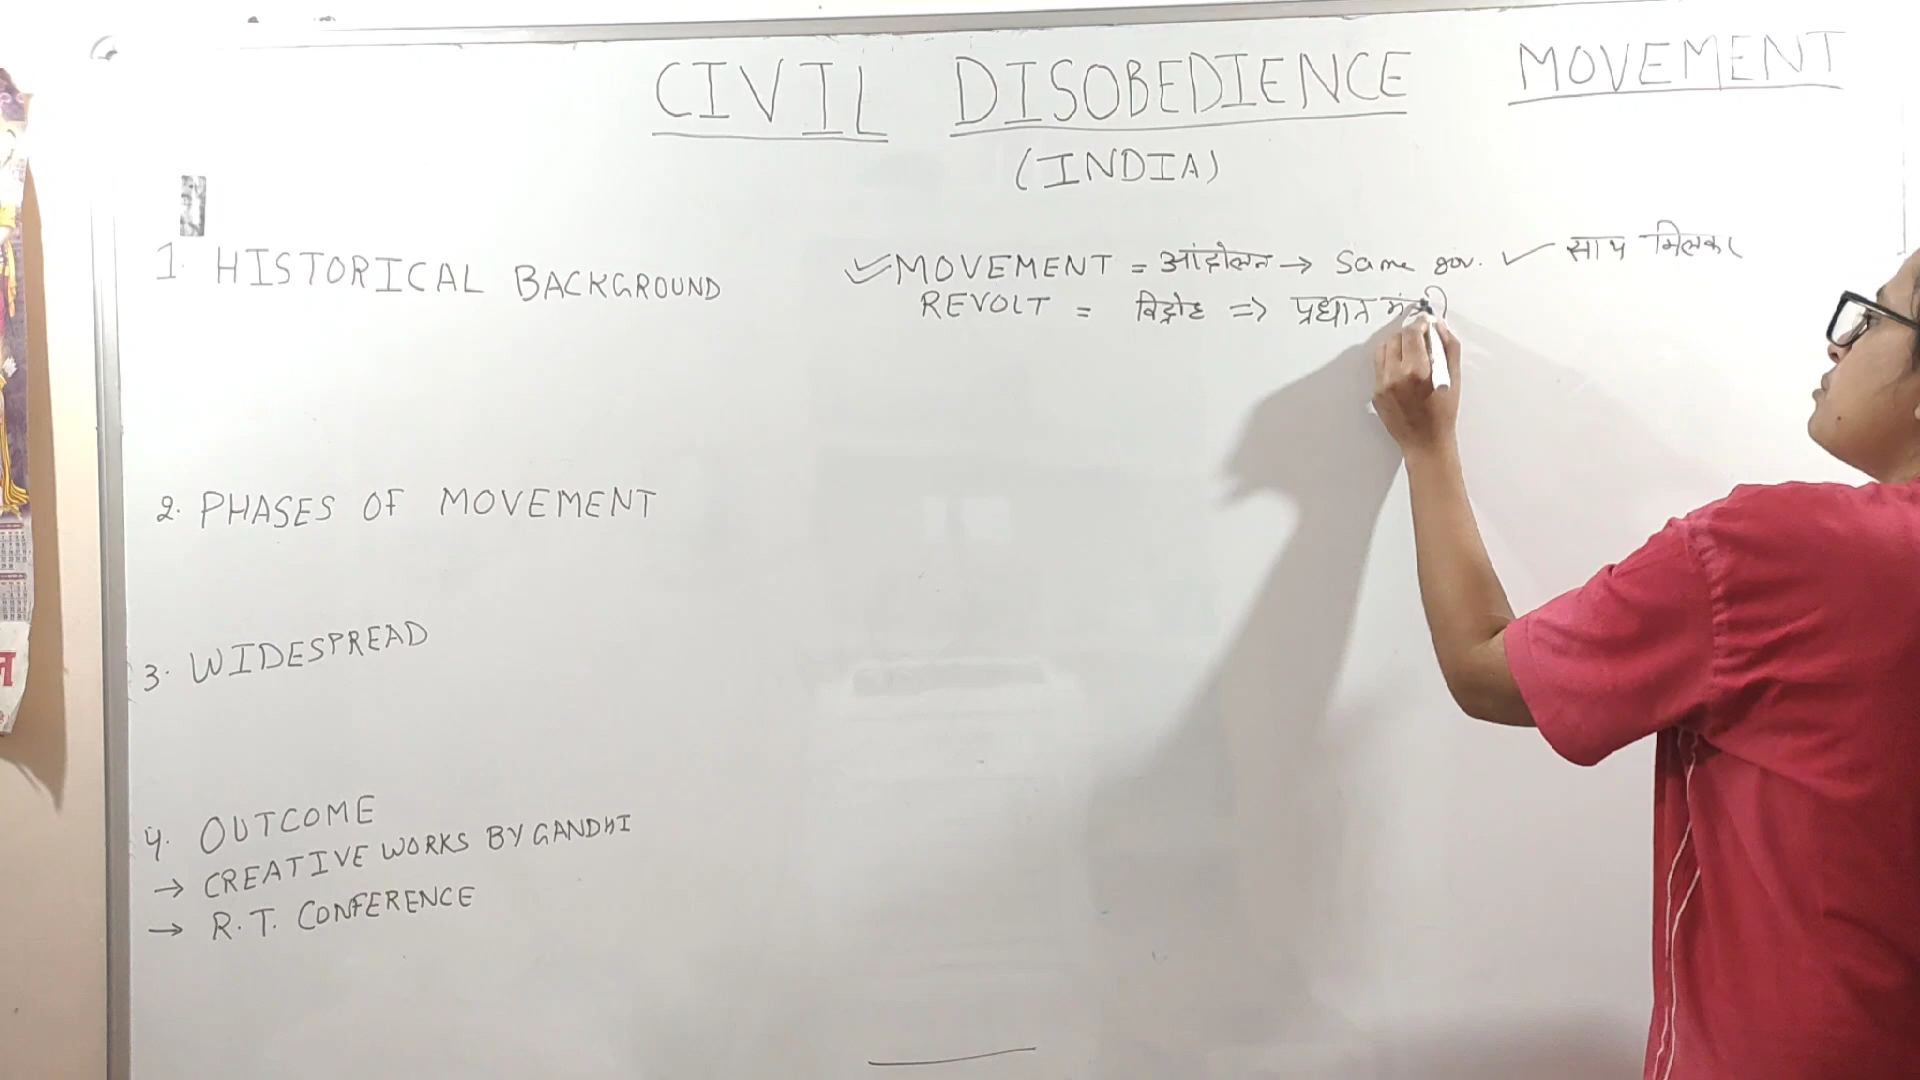 CIVIL DISOBEDIENCE MOVEMENT
(INDIA)
1. HISTORICAL BACKGROUND
MOVEMENT = आंदोलन → Same gov. ✓ साथ मिलकर
REVOLT = विद्रोह => प्रधान मंत्री
2. PHASES OF MOVEMENT
3. WIDESPREAD
4. OUTCOME
→ CREATIVE WORKS BY GANDHI
→ R.T. CONFERENCE